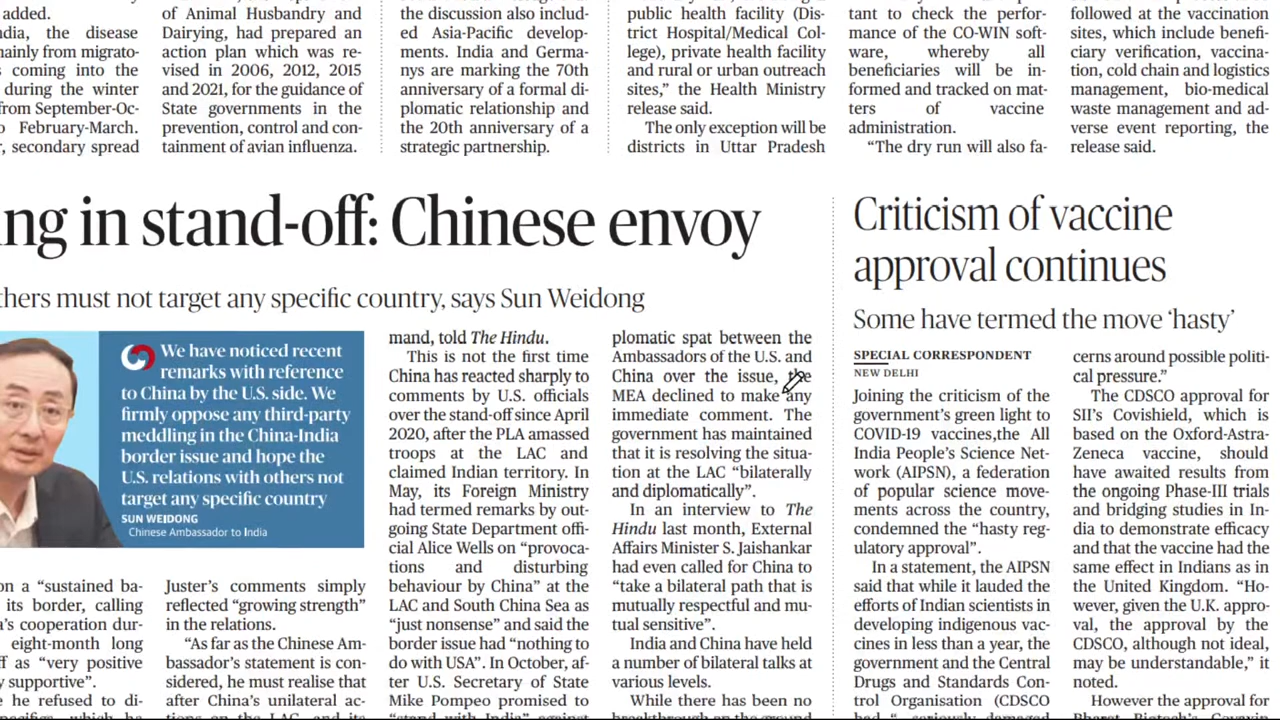 added.
ndia, the disease
mainly from migrato-
coming into the
during the winter
from September-Oc-
February-March.
secondary spread
of Animal Husbandry and
Dairying, had prepared an
action plan which was re-
vised in 2006, 2012, 2015
and 2021, for the guidance of
State governments in the
prevention, control and con-
tainment of avian influenza.
the discussion also includ-
ed Asia-Pacific develop-
ments. India and Germa-
nys are marking the 70th
anniversary of a formal di-
plomatic relationship and
the 20th anniversary of a
strategic partnership.
public health facility (Dis-
trict Hospital/Medical Col-
lege), private health facility
and rural or urban outreach
sites,” the Health Ministry
release said.
The only exception will be
districts in Uttar Pradesh
tant to check the perfor-
mance of the CO-WIN soft-
ware, whereby all
beneficiaries will be in-
formed and tracked on mat-
ters of vaccine
administration.
“The dry run will also fa-
followed at the vaccination
sites, which include benefi-
ciary verification, vaccina-
tion, cold chain and logistics
management, bio-medical
waste management and ad-
verse event reporting, the
release said.
ing in stand-off: Chinese envoy
thers must not target any specific country, says Sun Weidong
We have noticed recent
remarks with reference
to China by the U.S. side. We
firmly oppose any third-party
meddling in the China-India
border issue and hope the
U.S. relations with others not
target any specific country
SUN WEIDONG
Chinese Ambassador to India
on a “sustained ba-
its border, calling
a’s cooperation dur-
eight-month long
ff as “very positive
y supportive”.
he refused to di-
Juster’s comments simply
reflected “growing strength”
in the relations.
“As far as the Chinese Am-
bassador’s statement is con-
sidered, he must realise that
after China’s unilateral ac-
tions on the LAC, and its
mand, told The Hindu.
This is not the first time
China has reacted sharply to
comments by U.S. officials
over the stand-off since April
2020, after the PLA amassed
troops at the LAC and
claimed Indian territory. In
May, its Foreign Ministry
had termed remarks by out-
going State Department offi-
cial Alice Wells on “provoca-
tions and disturbing
behaviour by China” at the
LAC and South China Sea as
“just nonsense” and said the
border issue had “nothing to
do with USA”. In October, af-
ter U.S. Secretary of State
Mike Pompeo promised to
“stand with India” against
plomatic spat between the
Ambassadors of the U.S. and
China over the issue, the
MEA declined to make any
immediate comment. The
government has maintained
that it is resolving the situa-
tion at the LAC “bilaterally
and diplomatically”.
In an interview to The
Hindu last month, External
Affairs Minister S. Jaishankar
had even called for China to
“take a bilateral path that is
mutually respectful and mu-
tual sensitive”.
India and China have held
a number of bilateral talks at
various levels.
While there has been no
breakthrough on the ground
Criticism of vaccine
approval continues
Some have termed the move ‘hasty’
SPECIAL CORRESPONDENT
NEW DELHI
Joining the criticism of the
government’s green light to
COVID-19 vaccines,the All
India People’s Science Net-
work (AIPSN), a federation
of popular science move-
ments across the country,
condemned the “hasty reg-
ulatory approval”.
In a statement, the AIPSN
said that while it lauded the
efforts of Indian scientists in
developing indigenous vac-
cines in less than a year, the
government and the Central
Drugs and Standards Con-
trol Organisation (CDSCO
had “seriously damaged
cerns around possible politi-
cal pressure.”
The CDSCO approval for
SII’s Covishield, which is
based on the Oxford-Astra-
Zeneca vaccine, should
have awaited results from
the ongoing Phase-III trials
and bridging studies in In-
dia to demonstrate efficacy
and that the vaccine had the
same effect in Indians as in
the United Kingdom. “Ho-
wever, given the U.K. appro-
val, the approval by the
CDSCO, although not ideal,
may be understandable,” it
noted.
However the approval for